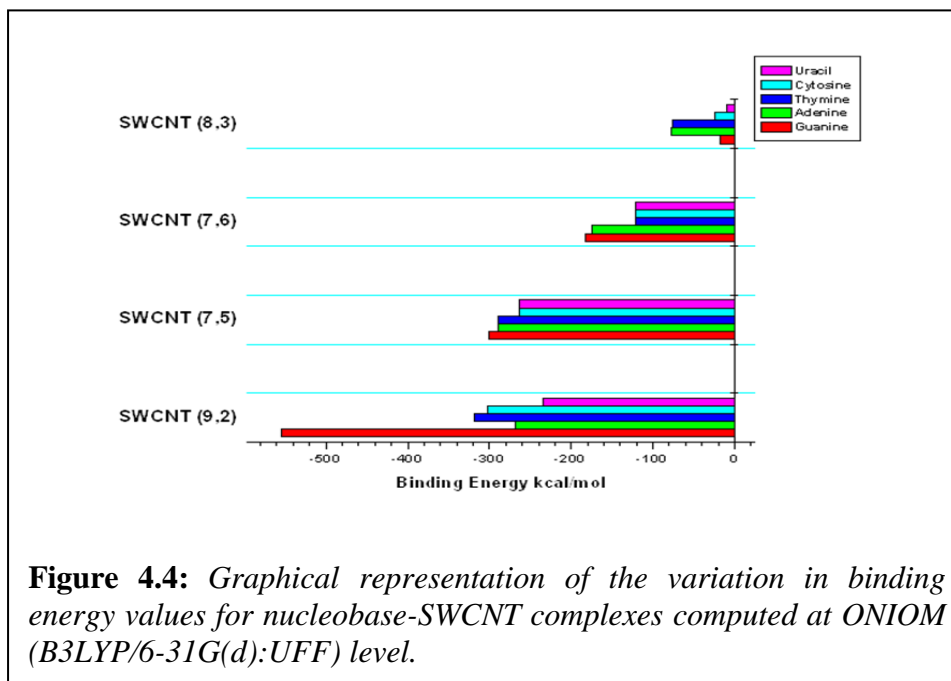 Uracil
Cytosine
Thymine
Adenine
Guanine
SWCNT (8,3)
SWCNT (7,6)
SWCNT (7,5)
SWCNT (9,2)
-500 -400 -300 -200 -100 0
Binding Energy kcal/mol
Figure 4.4: Graphical representation of the variation in binding
energy values for nucleobase-SWCNT complexes computed at ONIOM
(B3LYP/6-31G(d):UFF) level.